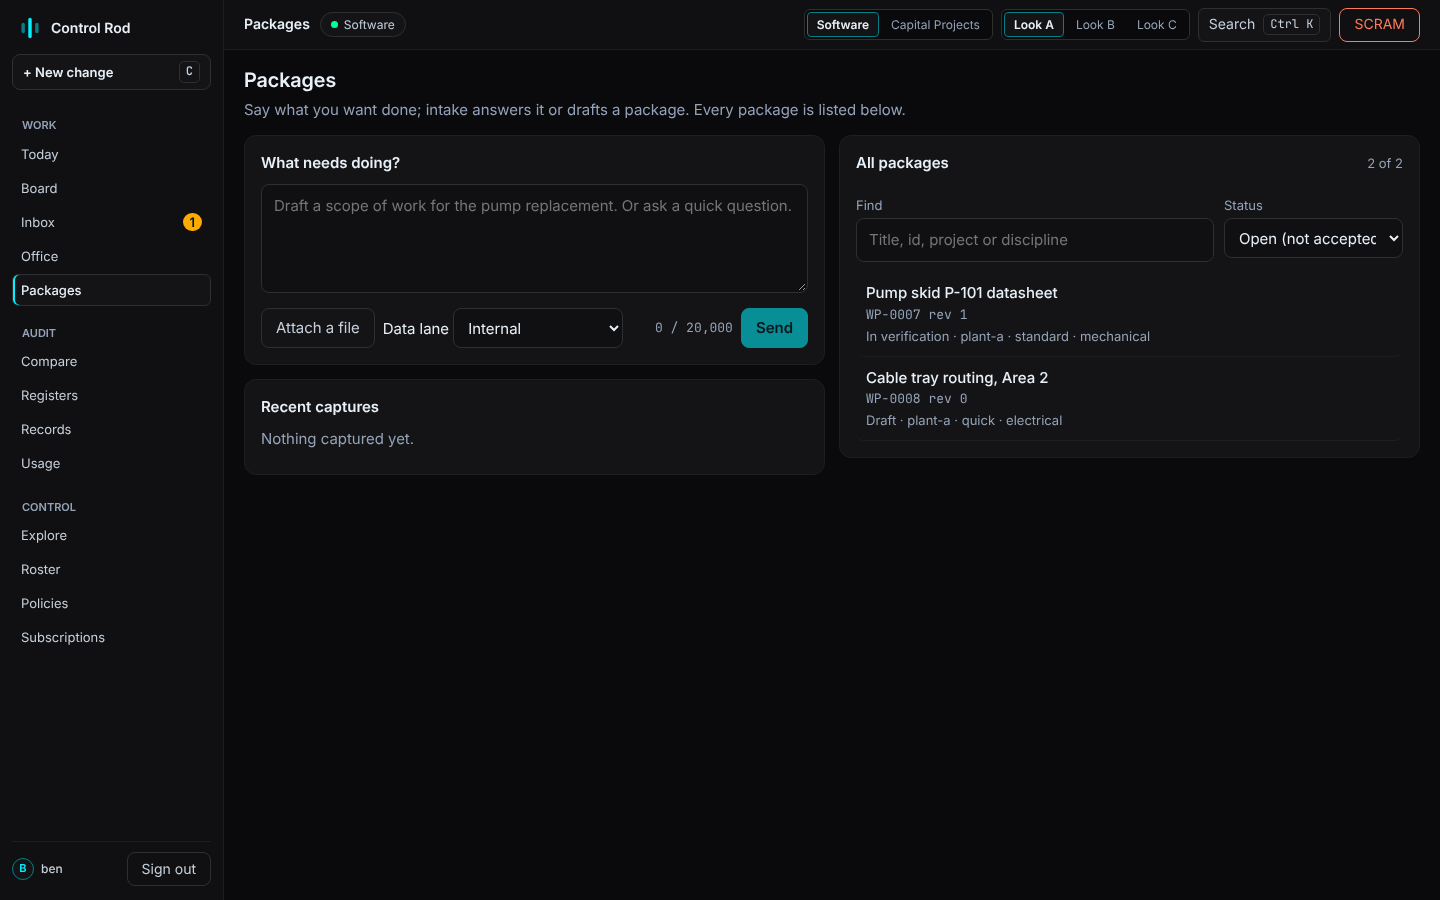 Control Rod
+ New change C
WORK
Today
Board
Inbox 1
Office
Packages
AUDIT
Compare
Registers
Records
Usage
CONTROL
Explore
Roster
Policies
Subscriptions
B ben Sign out
Packages Software Software Capital Projects Look A Look B Look C Search Ctrl K SCRAM
Packages
Say what you want done; intake answers it or drafts a package. Every package is listed below.
What needs doing?
Draft a scope of work for the pump replacement. Or ask a quick question.
Attach a file Data lane Internal 0 / 20,000 Send
Recent captures
Nothing captured yet.
All packages 2 of 2
Find Status
Title, id, project or discipline Open (not accepted
Pump skid P-101 datasheet
WP-0007 rev 1
In verification · plant-a · standard · mechanical
Cable tray routing, Area 2
WP-0008 rev 0
Draft · plant-a · quick · electrical